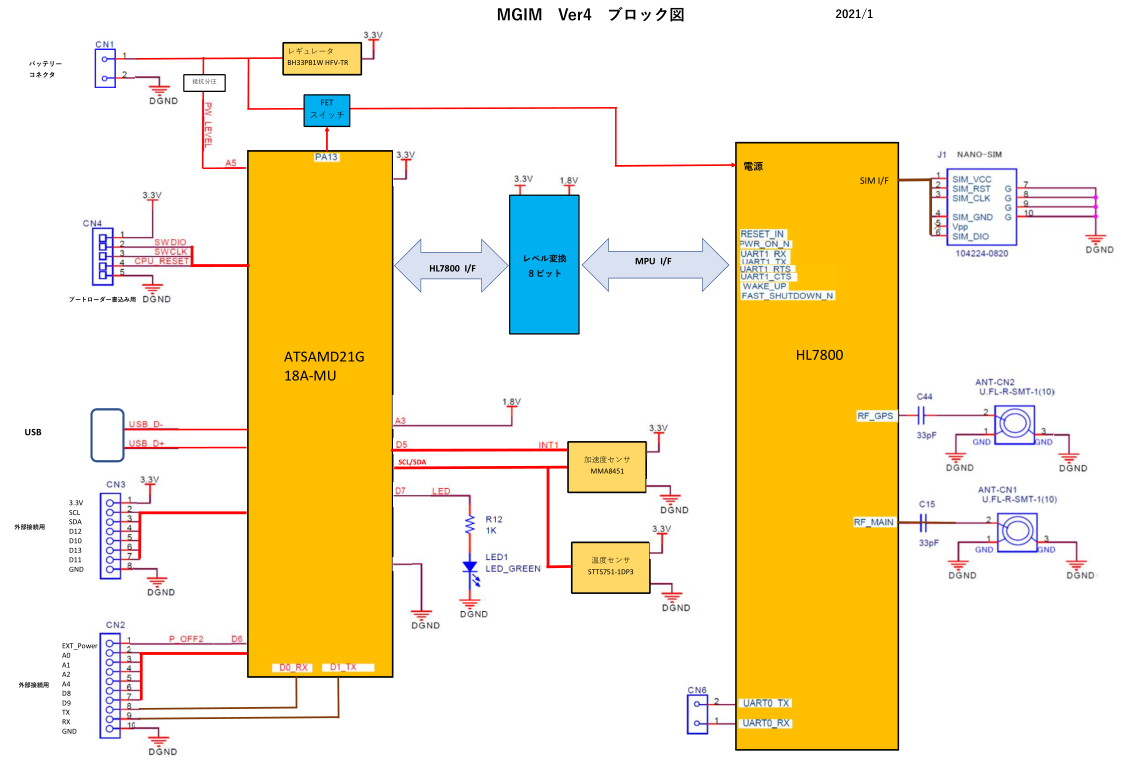 MGIM Ver4 ブロック図
2021/1
CN1
バッテリー
コネクタ
1
2
DGND
抵抗分圧
PW_LEVEL
A5
レギュレータ
BH33PB1W HFV-TR
3.3V
FET
スイッチ
PA13
3.3V
CN4
3.3V
1
2
3
4
5
SWDIO
SWCLK
CPU_RESET
DGND
ブートローダー書込み用
ATSAMD21G
18A-MU
HL7800 I/F
3.3V
1.8V
レベル変換
8ビット
MPU I/F
電源
SIM I/F
RESET_IN
PWR_ON_N
UART1_RX
UART1_TX
UART1_RTS
UART1_CTS
WAKE_UP
FAST_SHUTDOWN_N
HL7800
J1 NANO-SIM
1
2
3
4
5
6
SIM_VCC
SIM_RST
SIM_CLK
SIM_GND
Vpp
SIM_DIO
G
G
G
G
7
8
9
10
104224-0820
DGND
USB
USB_D-
USB_D+
A3
1.8V
D5
INT1
SCL/SDA
D7
LED
加速度センサ
MMA8451
3.3V
DGND
温度センサ
STTS751-1DP3
3.3V
DGND
R12
1K
LED1
LED_GREEN
DGND
DGND
RF_GPS
C44
33pF
ANT-CN2
U.FL-R-SMT-1(10)
2
1
3
GND
GND
DGND
DGND
RF_MAIN
C15
33pF
ANT-CN1
U.FL-R-SMT-1(10)
2
1
3
GND
GND
DGND
DGND
CN3
3.3V
外部接続用
3.3V
SCL
SDA
D12
D10
D13
D11
GND
1
2
3
4
5
6
7
8
DGND
CN2
外部接続用
EXT_Power
A0
A1
A2
A4
D8
D9
TX
RX
GND
1
2
3
4
5
6
7
8
9
10
P_OFF2
D6
DGND
D0_RX
D1_TX
CN6
2
1
UART0_TX
UART0_RX